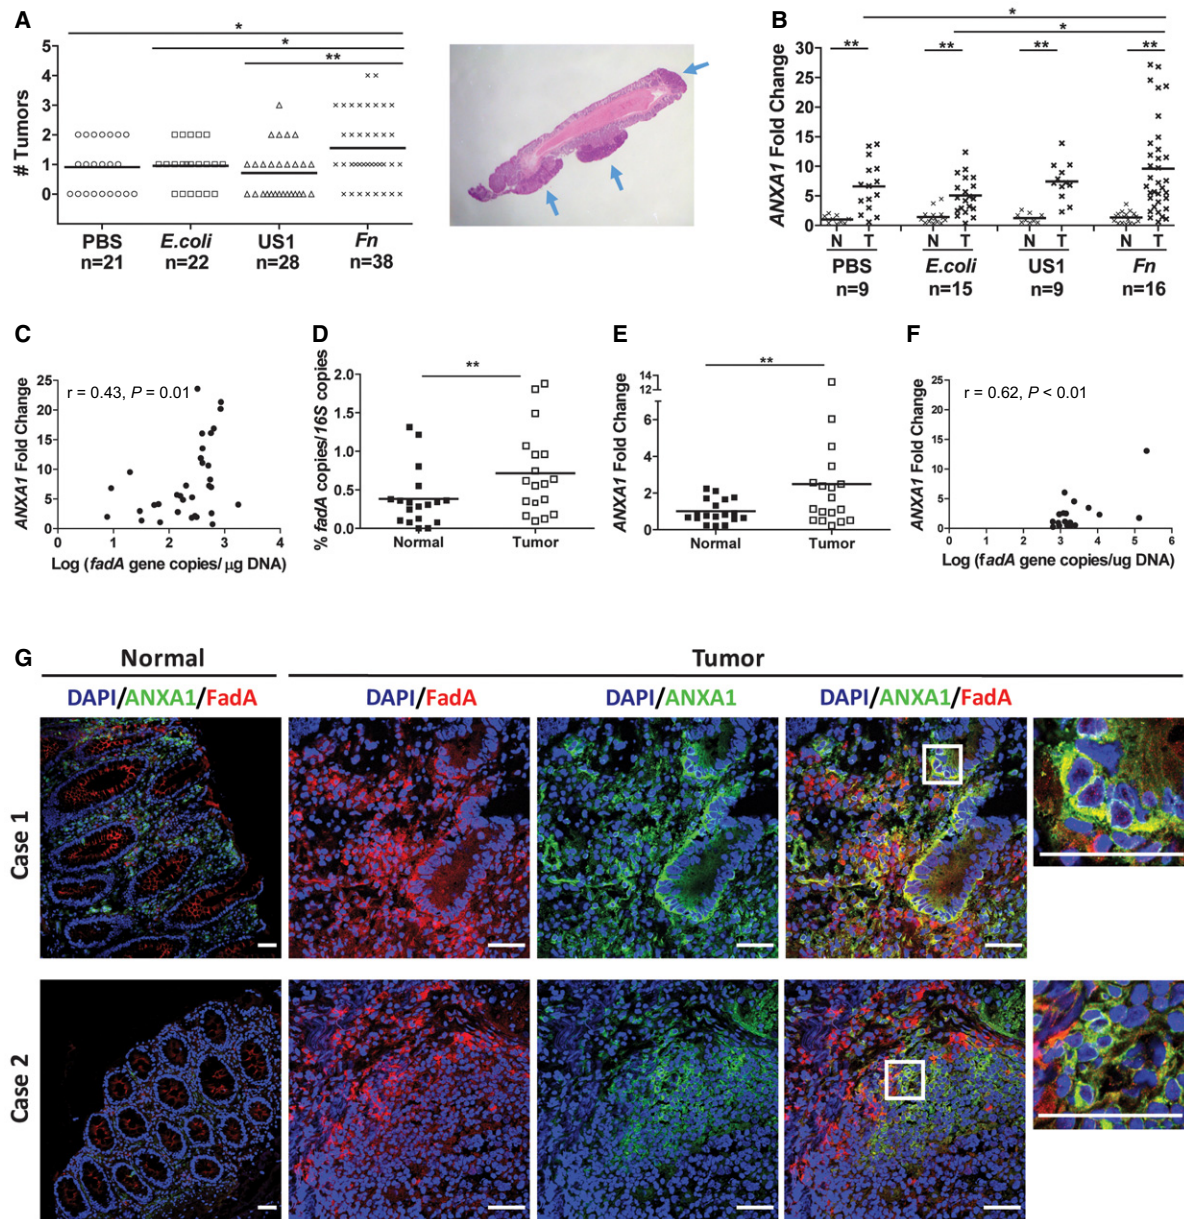 A
* 
*
**
# Tumors
5
4
3
2
1
0
PBS E.coli US1 Fn
n=21 n=22 n=28 n=38
B
*
*
** ** ** **
ANXA1 Fold Change
30
25
20
15
10
5
0
N T N T N T N T
PBS E.coli US1 Fn
n=9 n=15 n=9 n=16
C
r = 0.43, P = 0.01
ANXA1 Fold Change
25
20
15
10
5
0
0 1 2 3 4
Log (fadA gene copies/ μg DNA)
D
**
% fadA copies/16S copies
2.0
1.5
1.0
0.5
0.0
Normal Tumor
E
**
ANXA1 Fold Change
14
12
6
4
2
0
Normal Tumor
F
r = 0.62, P < 0.01
ANXA1 Fold Change
25
20
15
10
5
0
0 1 2 3 4 5 6
Log (fadA gene copies/ug DNA)
G
Normal Tumor
DAPI/ANXA1/FadA DAPI/FadA DAPI/ANXA1 DAPI/ANXA1/FadA
Case 1
Case 2